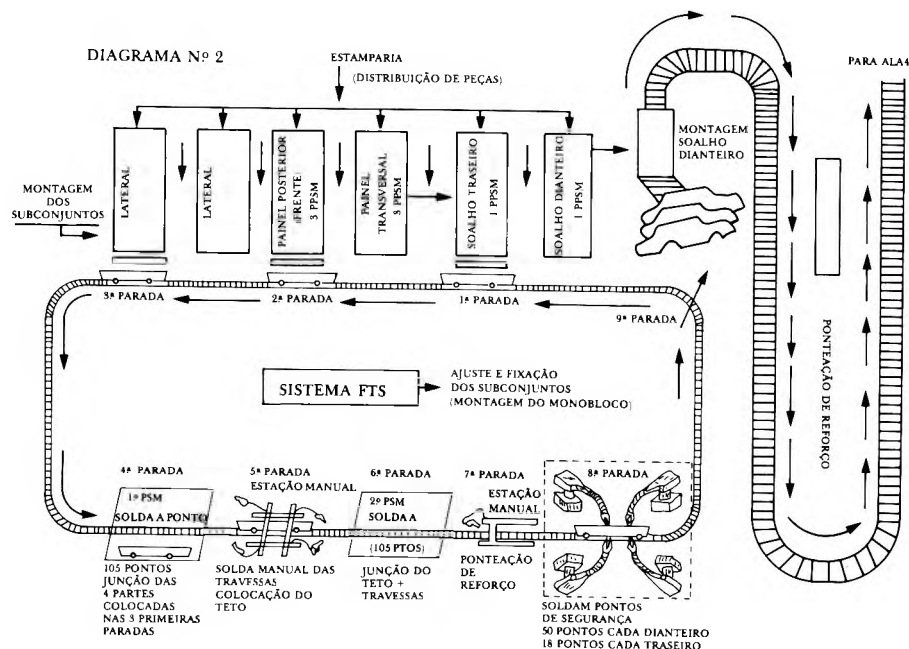 DIAGRAMA Nº 2
ESTAMPARIA
(DISTRIBUIÇÃO DE PEÇAS)
PARA ALA4
MONTAGEM
DOS
SUBCONJUNTOS
LATERAL
LATERAL
PAINEL POSTERIOR
(FRENTE)
3 PPSM
PAINEL
TRANSVERSAL
3 PPSM
SOALHO TRASEIRO
1 PPSM
SOALHO DIANTEIRO
1 PPSM
MONTAGEM
SOALHO
DIANTEIRO
3ª PARADA
2ª PARADA
1ª PARADA
9ª PARADA
PONTEAÇÃO DE REFORÇO
SISTEMA FTS
AJUSTE E FIXAÇÃO
DOS SUBCONJUNTOS
(MONTAGEM DO MONOBLOCO)
4ª PARADA
1º PSM
SOLDA A PONTO
105 PONTOS
JUNÇÃO DAS
4 PARTES
COLOCADAS
NAS 3 PRIMEIRAS
PARADAS
5ª PARADA
ESTAÇÃO MANUAL
SOLDA MANUAL DAS
TRAVESSAS
COLOCAÇÃO DO
TETO
6ª PARADA
2º PSM
SOLDA A
(105 PTOS)
JUNÇÃO DO
TETO +
TRAVESSAS
7ª PARADA
ESTAÇÃO
MANUAL
PONTEAÇÃO
DE
REFORÇO
8ª PARADA
SOLDAM PONTOS
DE SEGURANÇA
50 PONTOS CADA DIANTEIRO
18 PONTOS CADA TRASEIRO